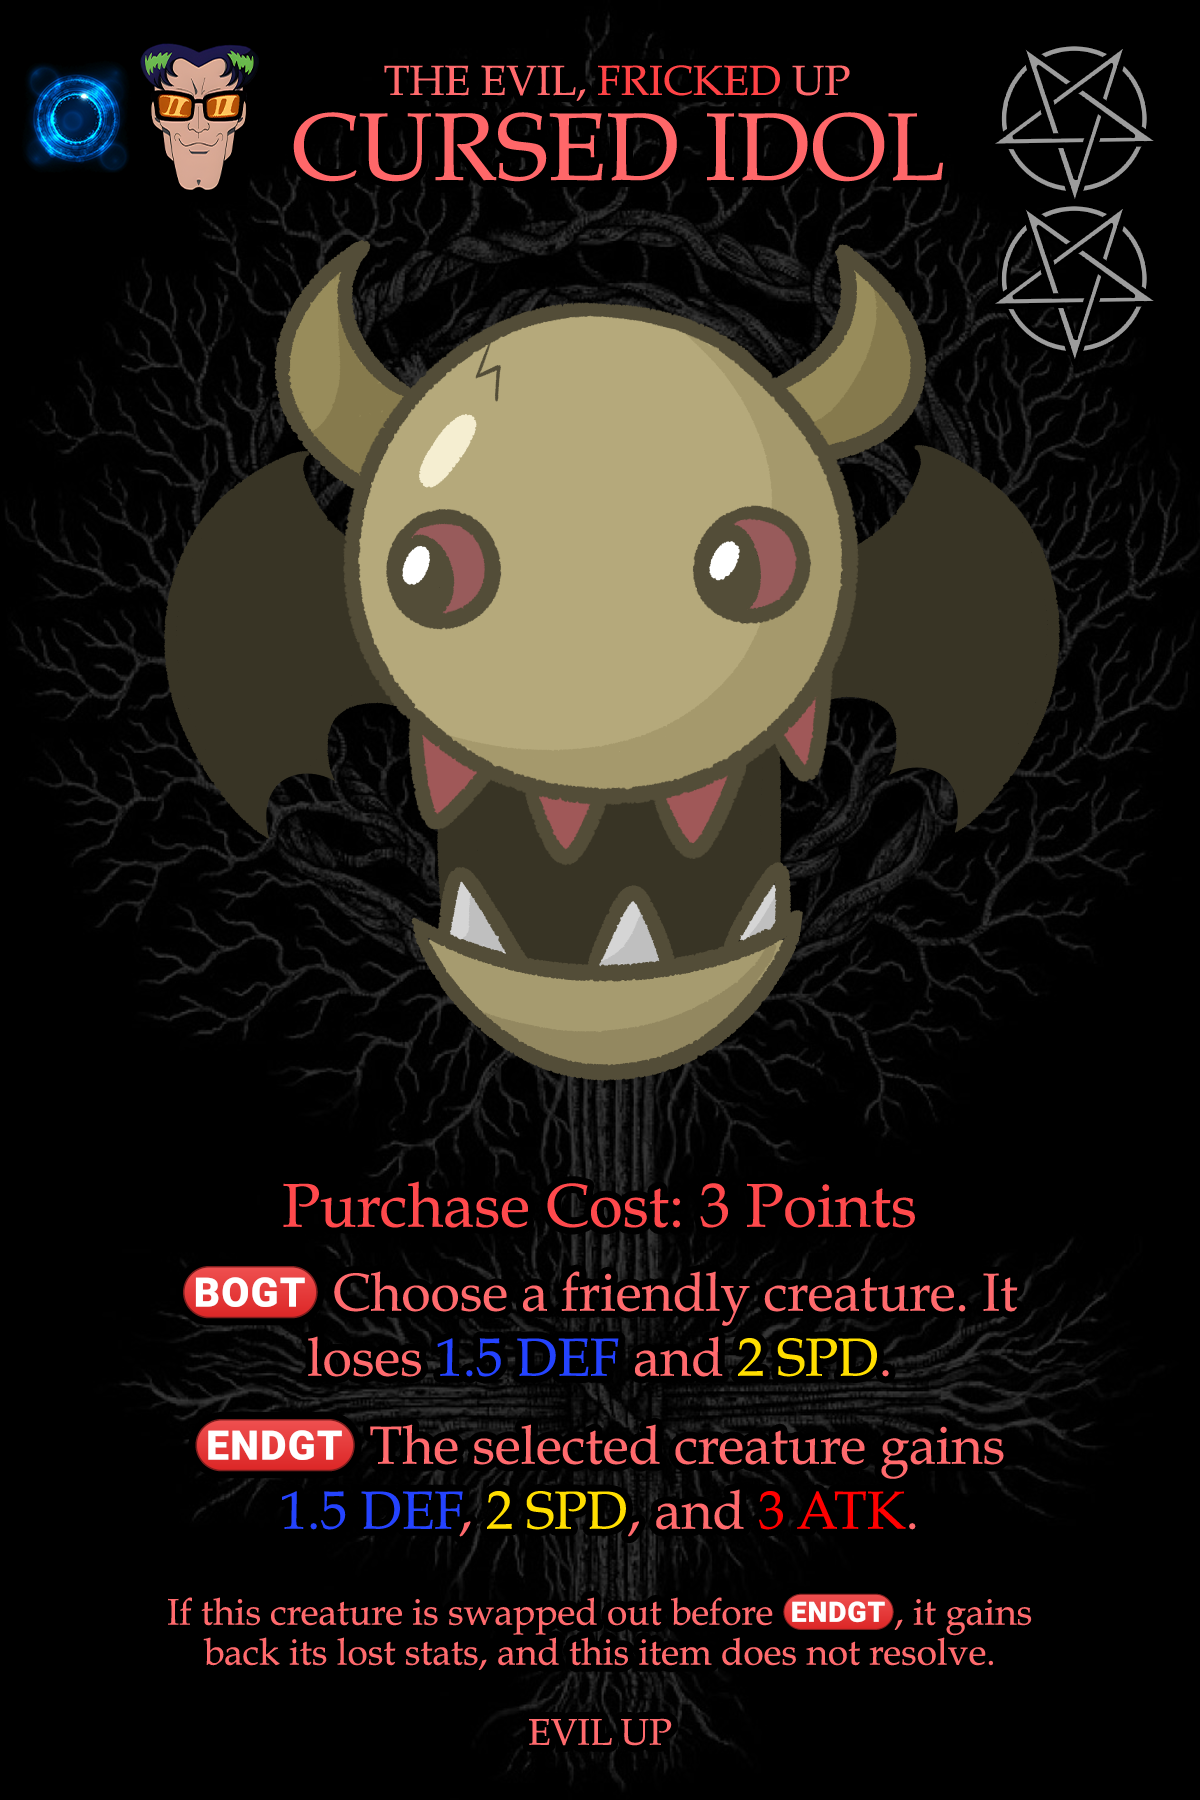 THE EVIL, FRICKED UP
CURSED IDOL
Purchase Cost: 3 Points
BOGT Choose a friendly creature. It
loses 1.5 DEF and 2 SPD.
ENDGT The selected creature gains
1.5 DEF, 2 SPD, and 3 ATK.
If this creature is swapped out before ENDGT, it gains
back its lost stats, and this item does not resolve.
EVIL UP